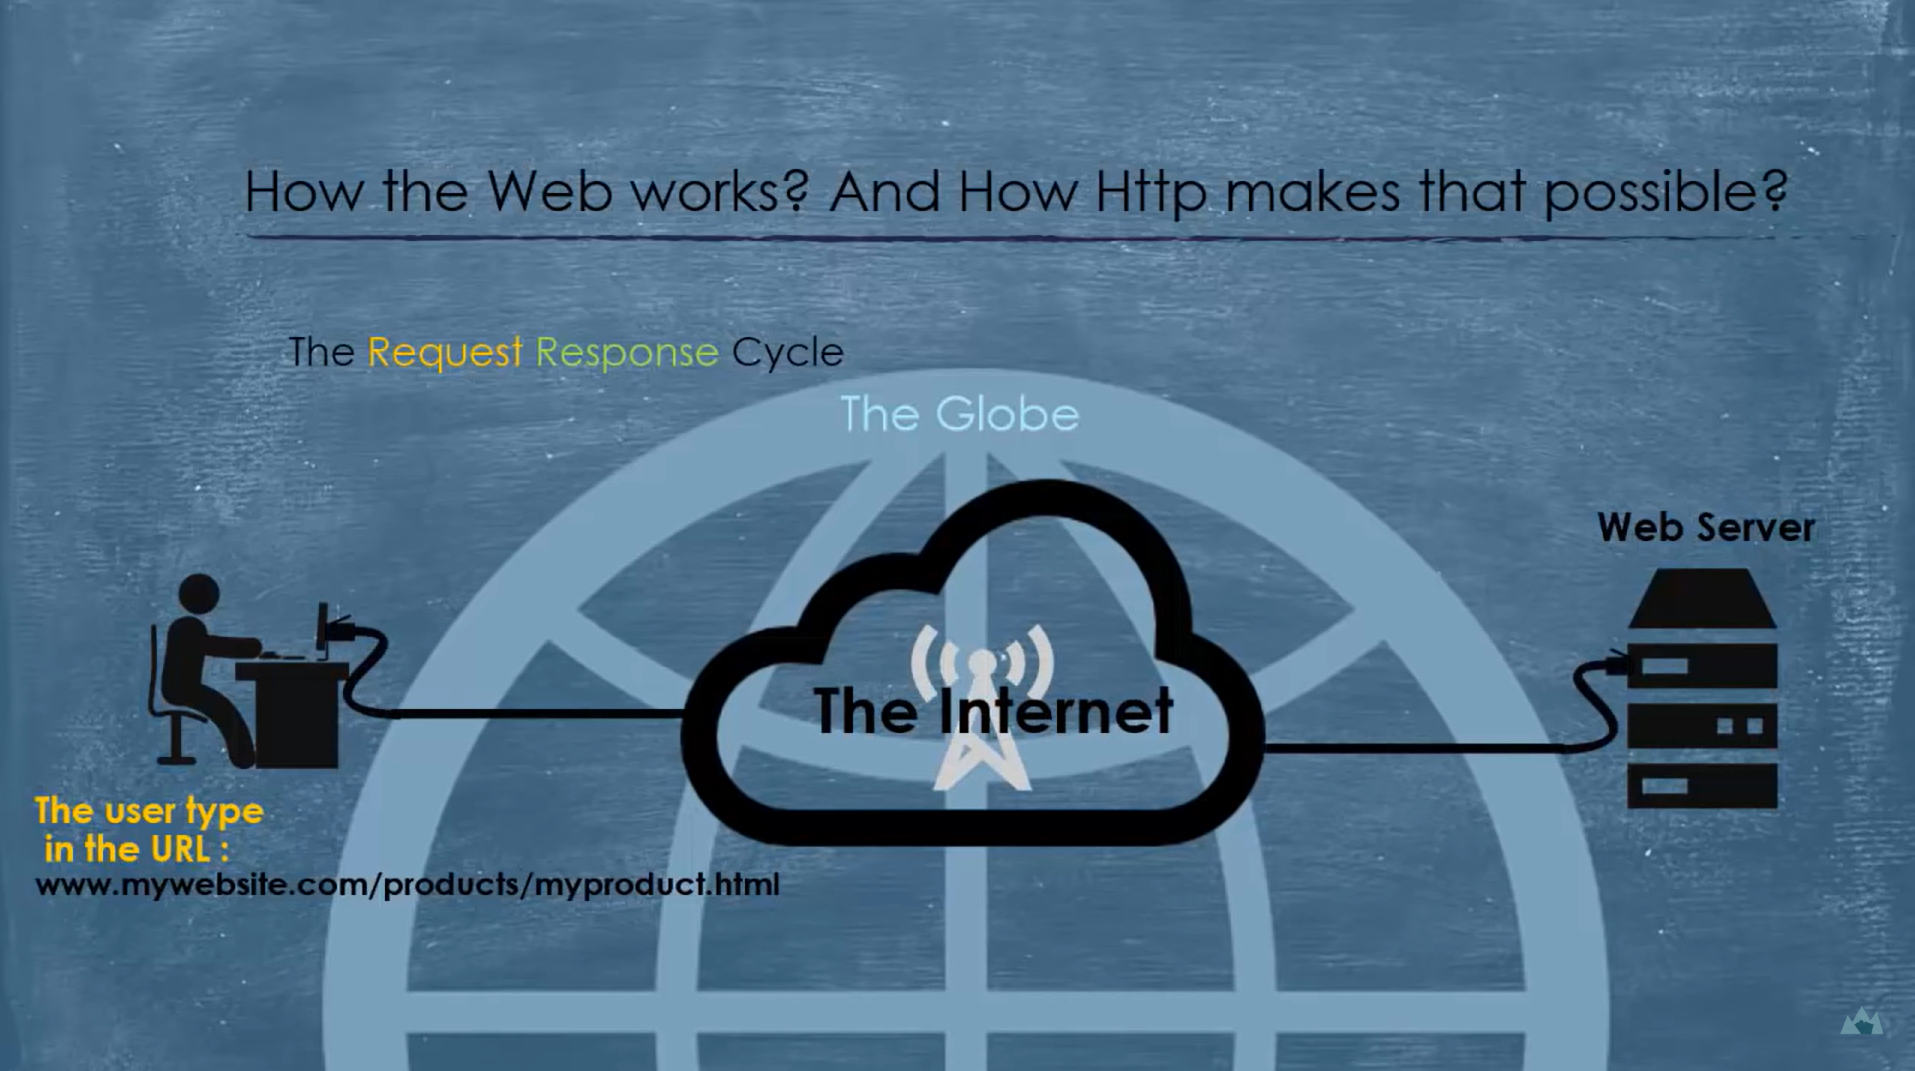 How the Web works? And How Http makes that possible?
The Request Response Cycle
The Globe
Web Server
The Internet
The user type
in the URL :
www.mywebsite.com/products/myproduct.html